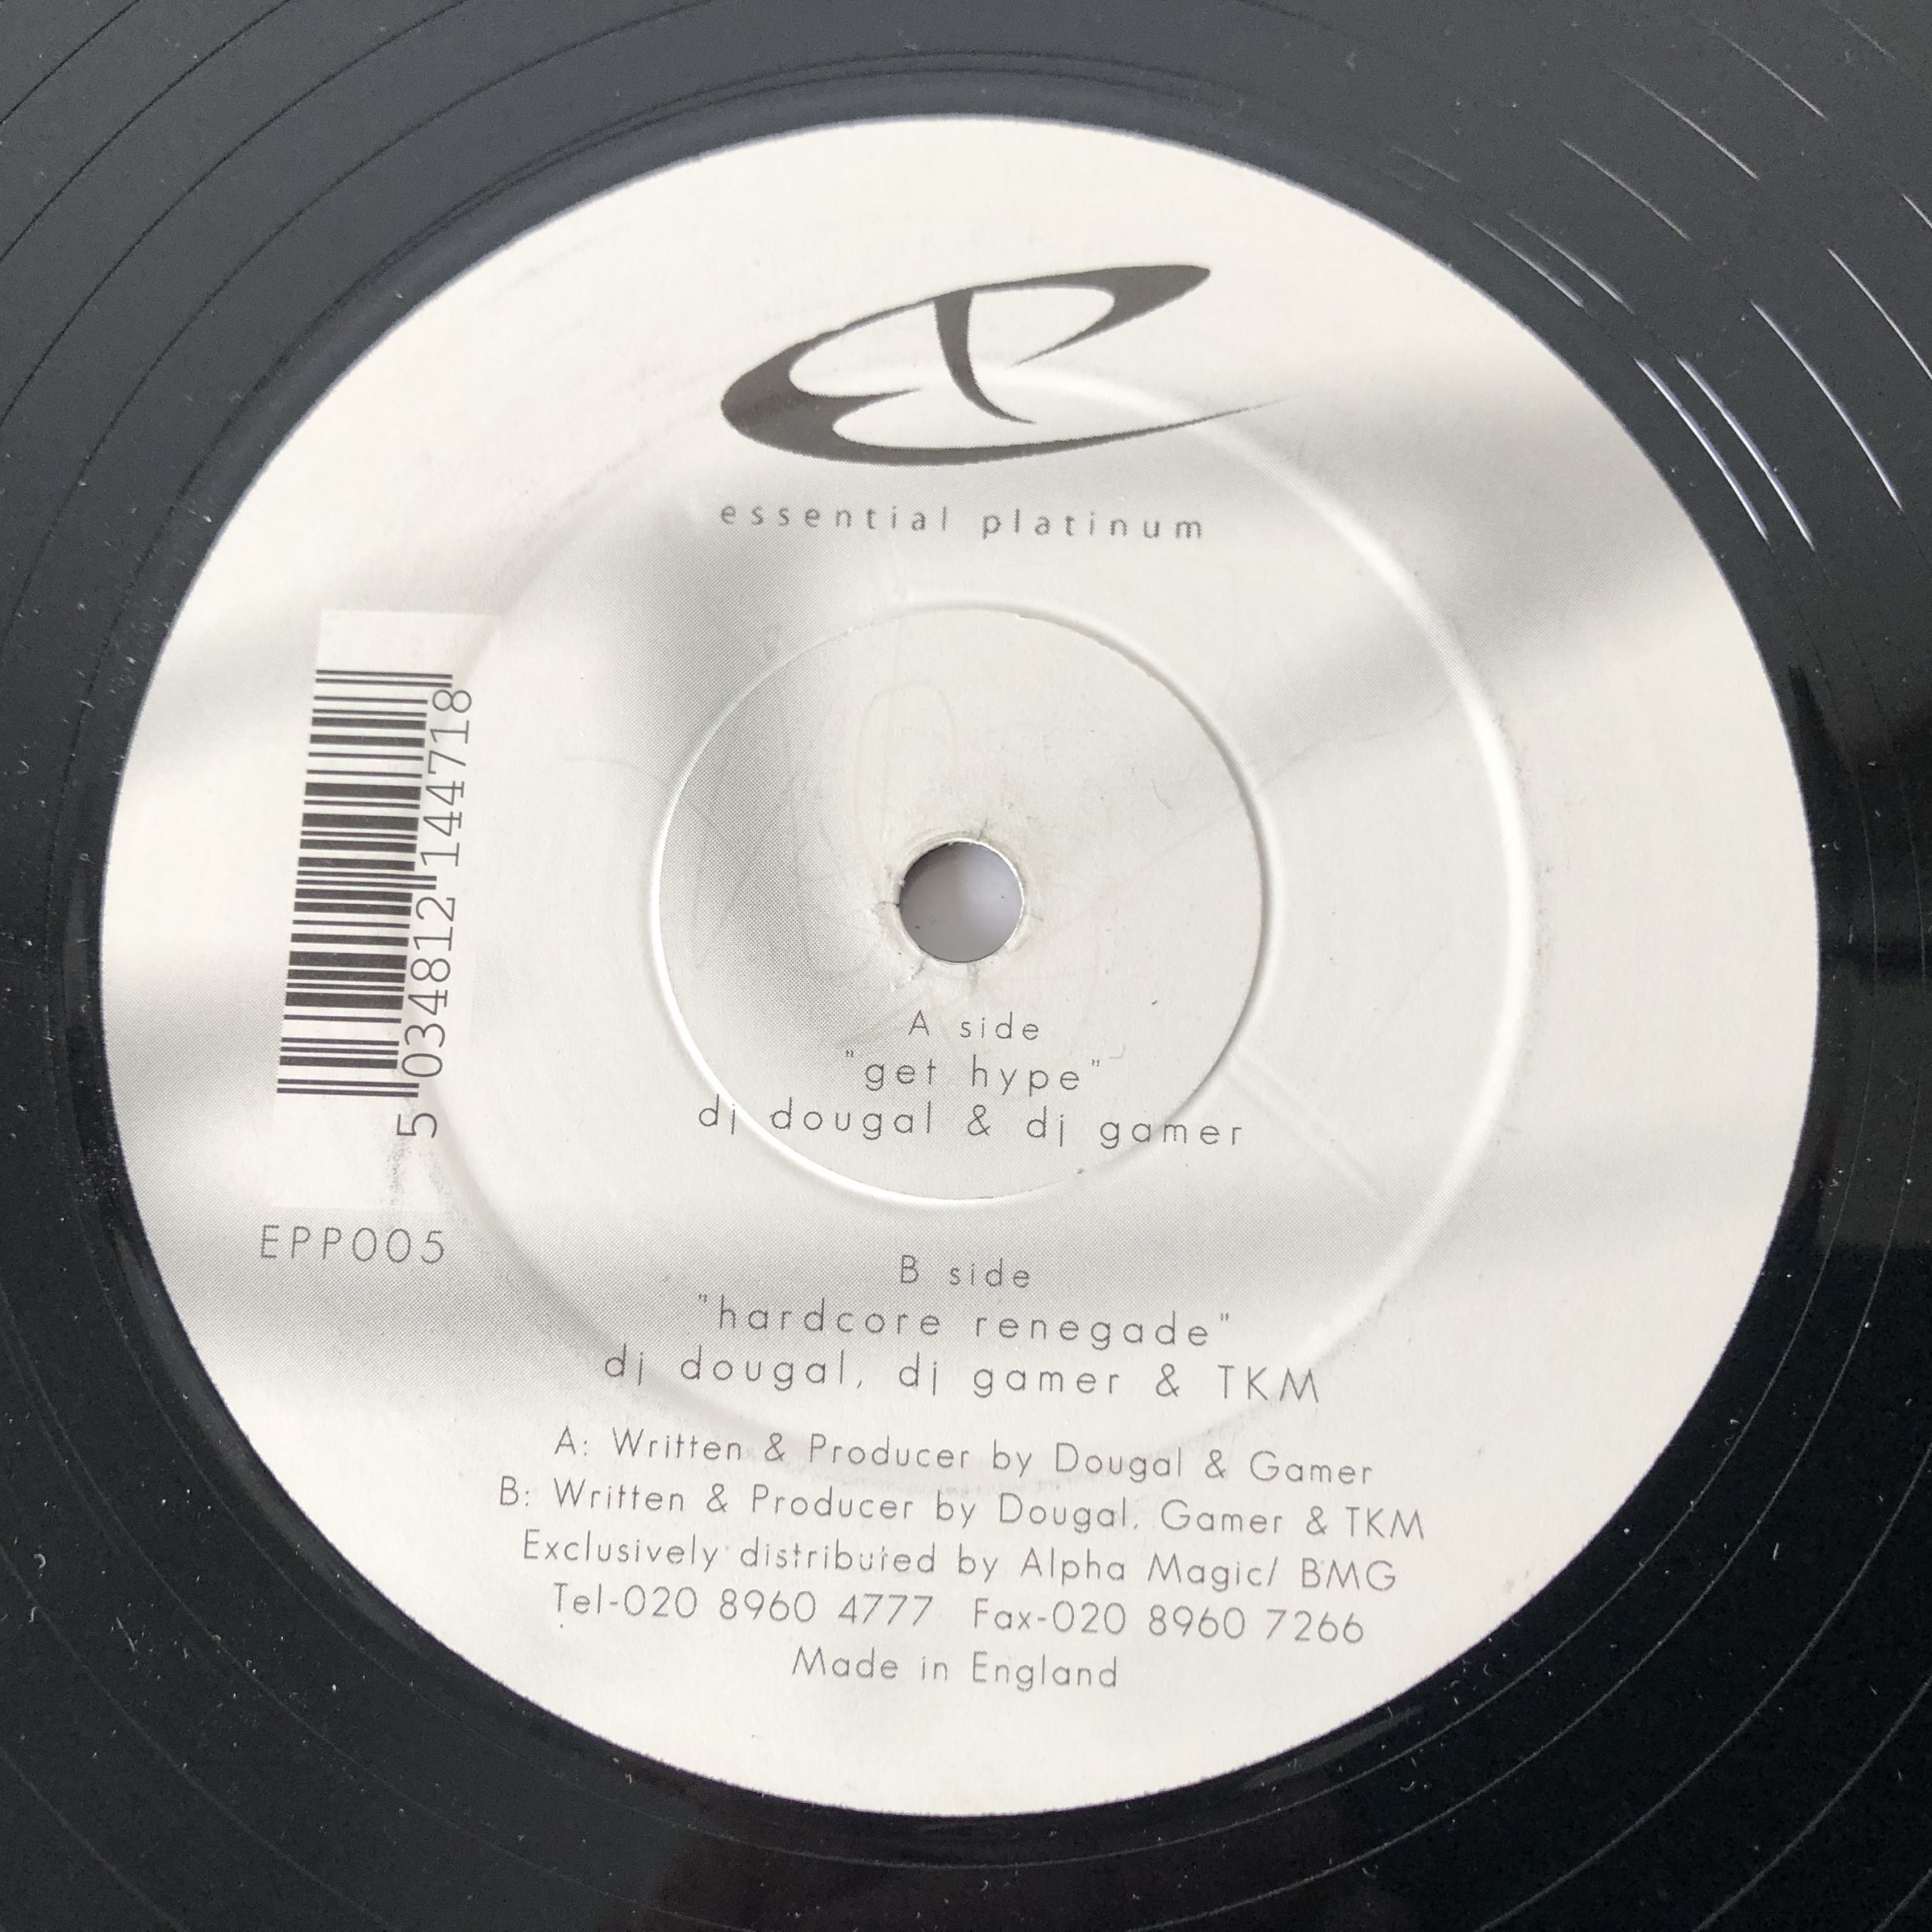 essential platinum
5 034812 144718
EPP005
A side
"get hype"
dj dougal & dj gamer
B side
"hardcore renegade"
dj dougal, dj gamer & TKM
A: Written & Producer by Dougal & Gamer
B: Written & Producer by Dougal, Gamer & TKM
Exclusively distributed by Alpha Magic/ BMG
Tel-020 8960 4777 Fax-020 8960 7266
Made in England